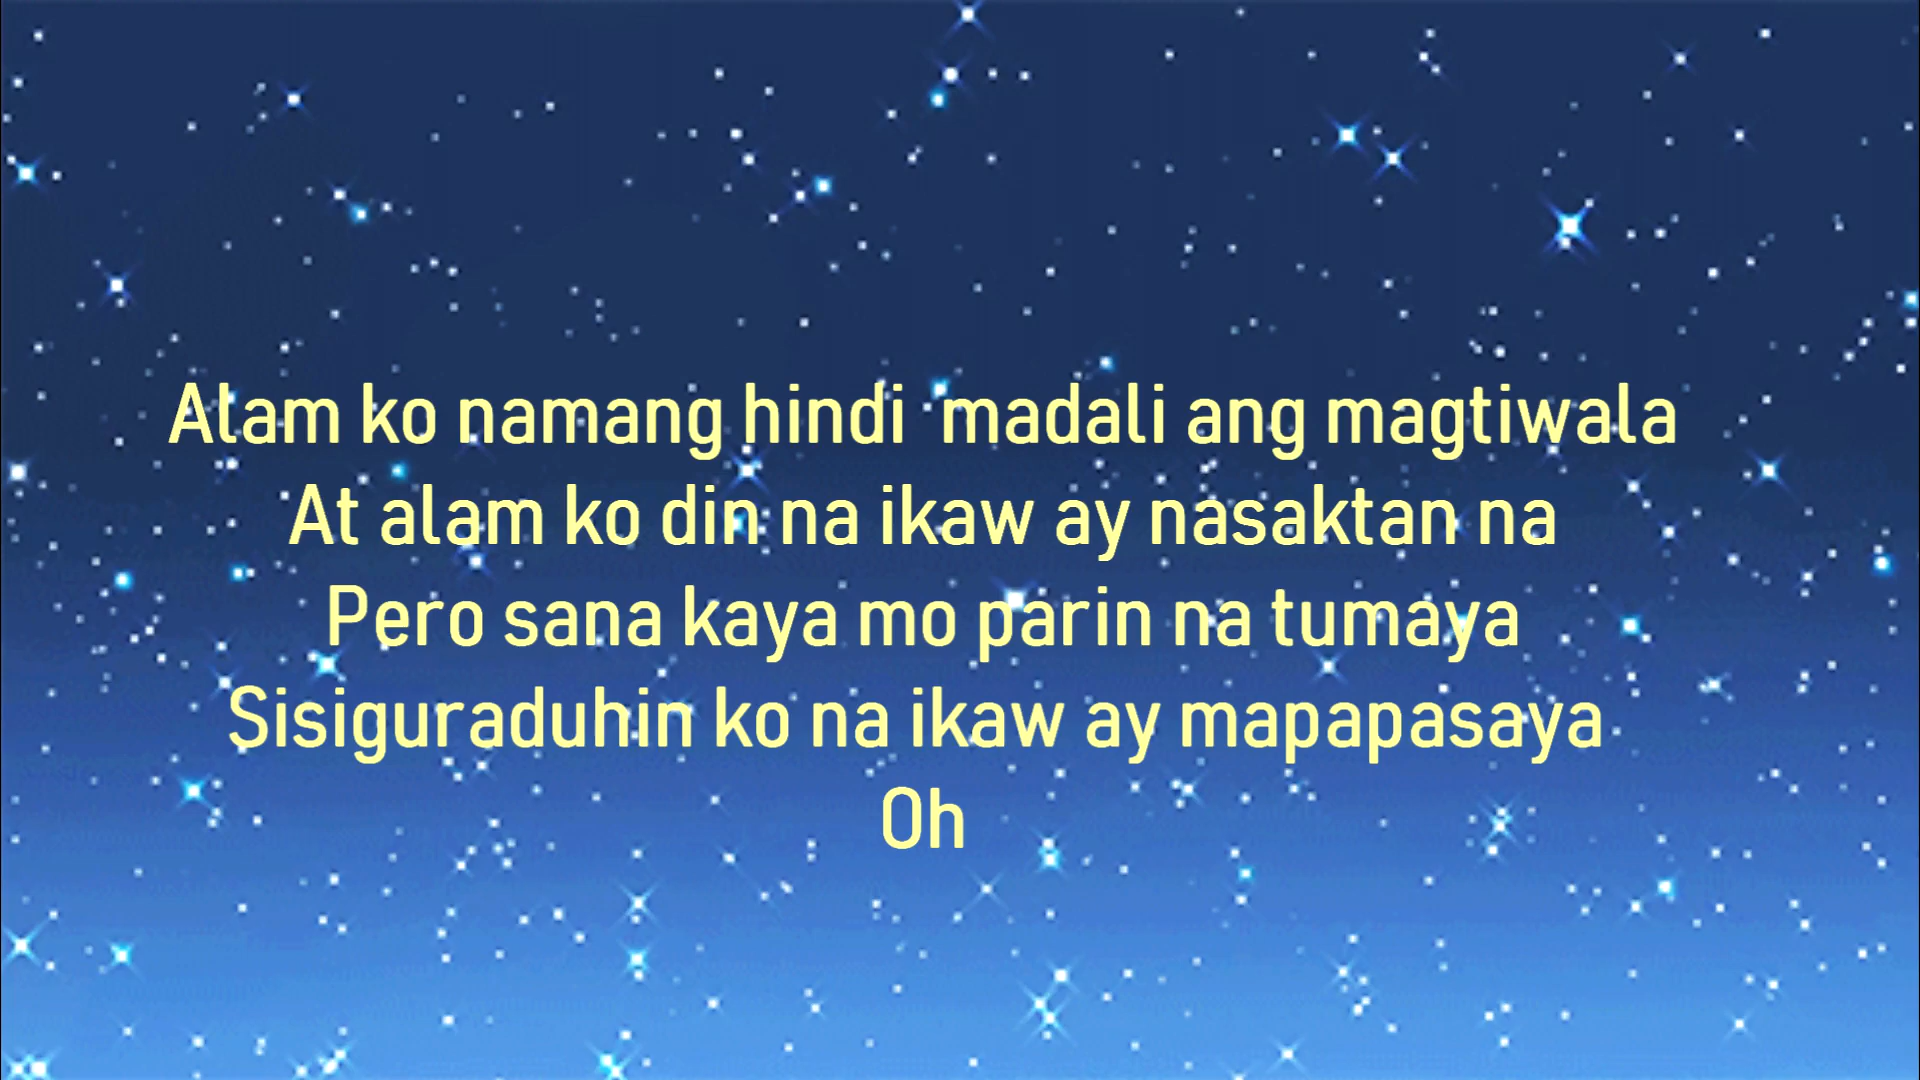 Alam ko namang hindi  madali ang magtiwala
At alam ko din na ikaw ay nasaktan na
Pero sana kaya mo parin na tumaya
Sisiguraduhin ko na ikaw ay mapapasaya
Oh